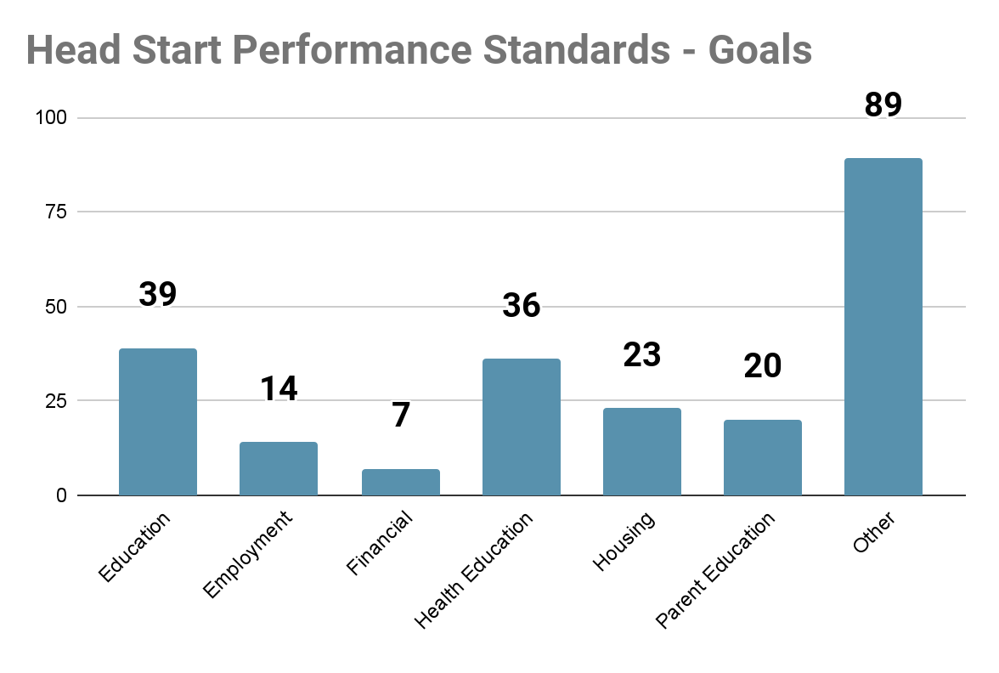 Head Start Performance Standards - Goals
100
75
50
25
0
39
14
7
36
23
20
89
Education
Employment
Financial
Health Education
Housing
Parent Education
Other